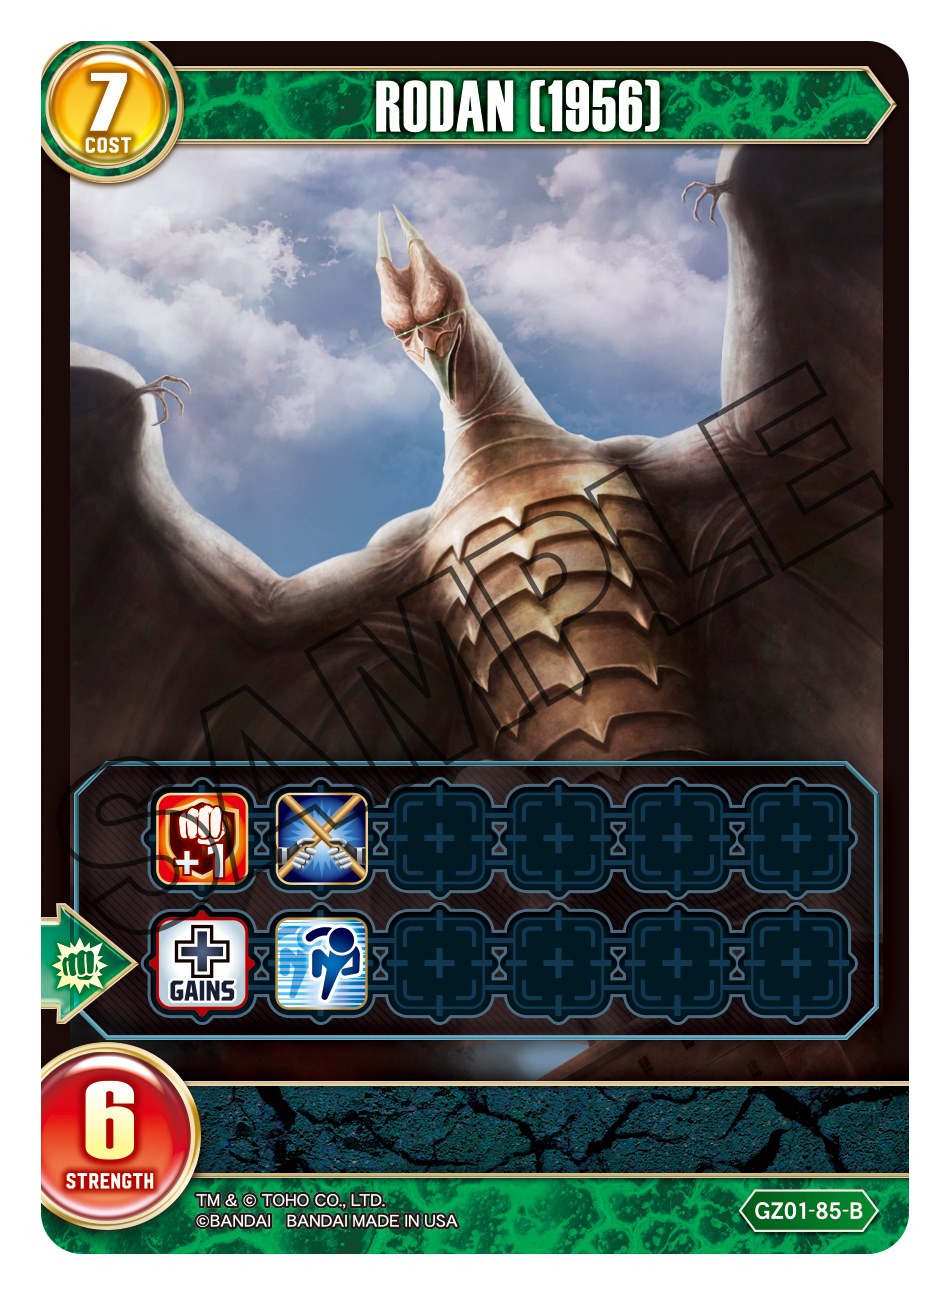 7
COST
RODAN [1956]
SAMPLE
+1
GAINS
6
STRENGTH
TM & © TOHO CO., LTD.
©BANDAI BANDAI MADE IN USA
GZ01-85-B